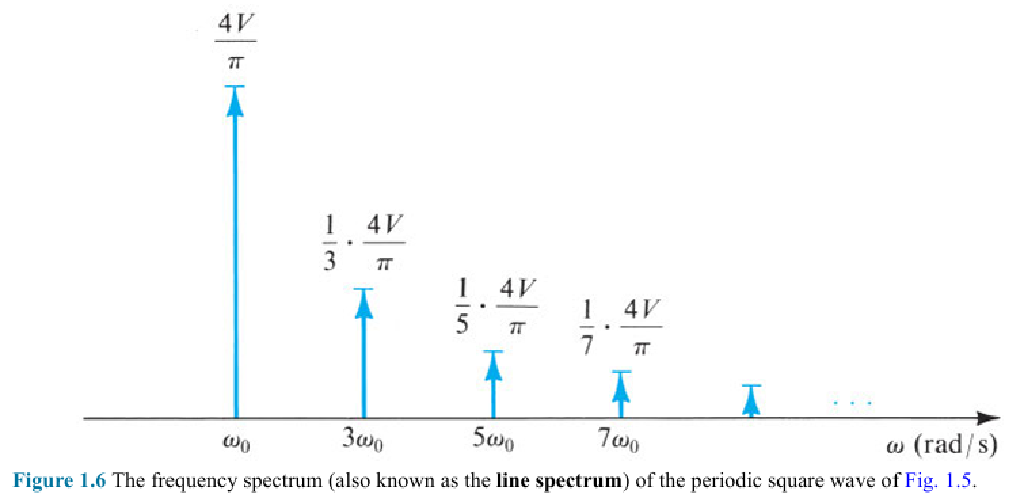 4V
π
1/3 · 4V/π
1/5 · 4V/π
1/7 · 4V/π
. . .
ω₀
3ω₀
5ω₀
7ω₀
ω (rad/s)
Figure 1.6 The frequency spectrum (also known as the line spectrum) of the periodic square wave of Fig. 1.5.